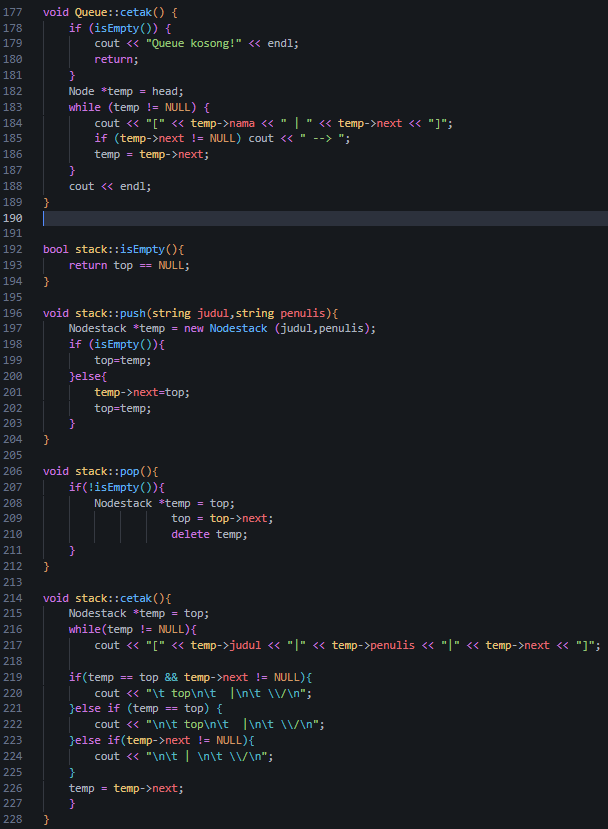 177 void Queue::cetak() {
178     if (isEmpty()) {
179         cout << "Queue kosong!" << endl;
180         return;
181     }
182     Node *temp = head;
183     while (temp != NULL) {
184         cout << "[" << temp->nama << " | " << temp->next << "]";
185         if (temp->next != NULL) cout << " --> ";
186         temp = temp->next;
187     }
188     cout << endl;
189 }
190
191
192 bool stack::isEmpty(){
193     return top == NULL;
194 }
195
196 void stack::push(string judul,string penulis){
197     Nodestack *temp = new Nodestack (judul,penulis);
198     if (isEmpty()){
199         top=temp;
200     }else{
201         temp->next=top;
202         top=temp;
203     }
204 }
205
206 void stack::pop(){
207     if(!isEmpty()){
208         Nodestack *temp = top;
209                     top = top->next;
210                     delete temp;
211     }
212 }
213
214 void stack::cetak(){
215     Nodestack *temp = top;
216     while(temp != NULL){
217         cout << "[" << temp->judul << "|" << temp->penulis << "|" << temp->next << "]";
218
219     if(temp == top && temp->next != NULL){
220         cout << "\t top\n\t  |\n\t \\/\n";
221     }else if (temp == top) {
222         cout << "\n\t top\n\t  |\n\t \\/\n";
223     }else if(temp->next != NULL){
224         cout << "\n\t | \n\t \\/\n";
225     }
226     temp = temp->next;
227     }
228 }